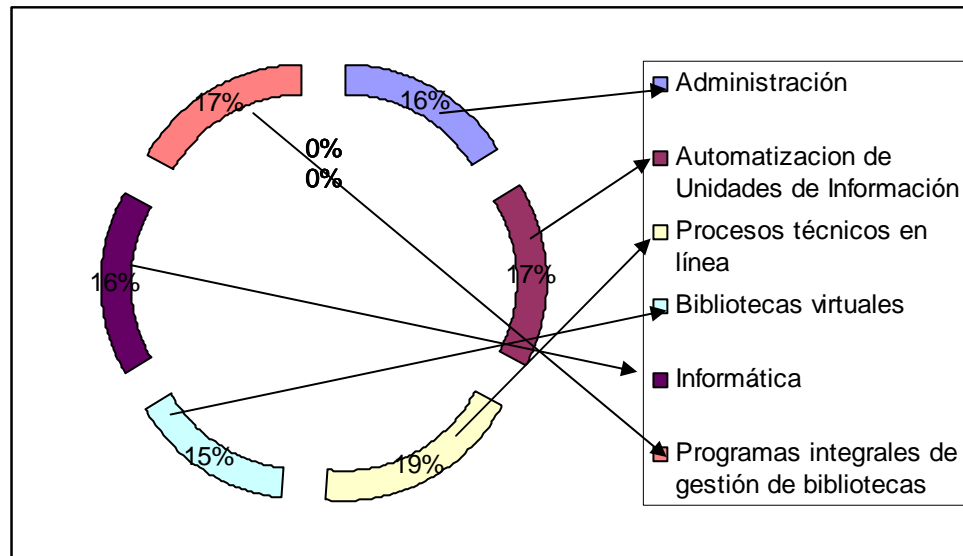 17%
16%
0%
0%
16%
17%
15%
19%
Administración
Automatizacion de
Unidades de Información
Procesos técnicos en
línea
Bibliotecas virtuales
Informática
Programas integrales de
gestión de bibliotecas